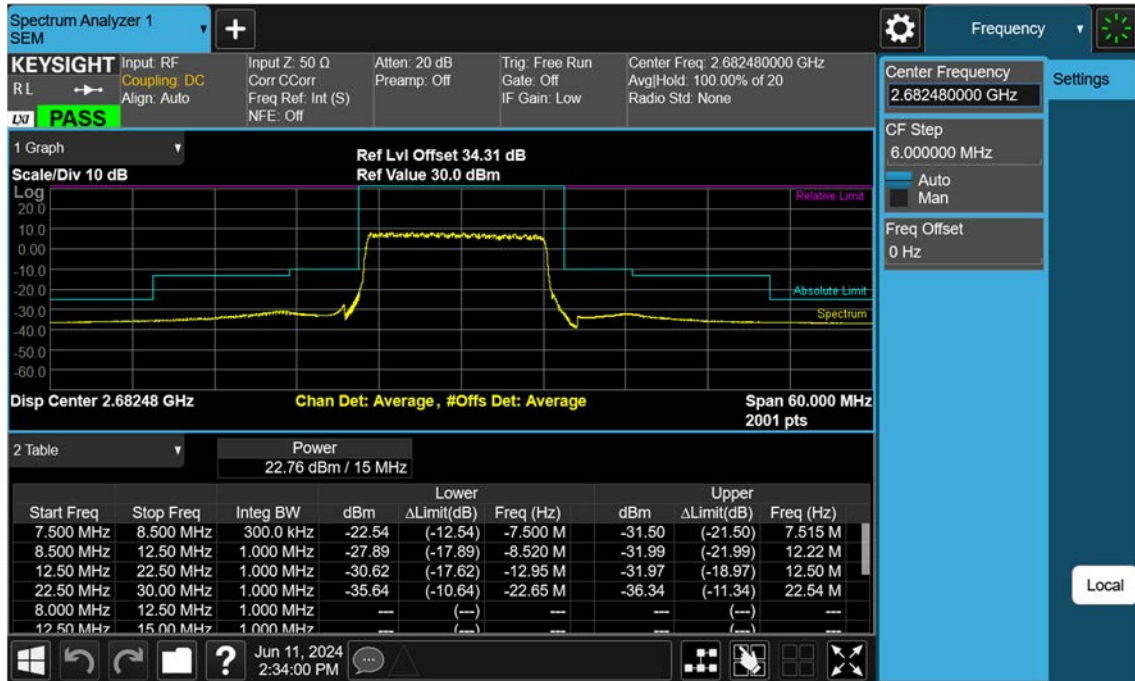 Spectrum Analyzer 1
SEM
+
Frequency
KEYSIGHT
RL
LXI PASS
Input: RF
Coupling: DC
Align: Auto
Input Z: 50 Ω
Corr CCorr
Freq Ref: Int (S)
NFE: Off
Atten: 20 dB
Preamp: Off
Trig: Free Run
Gate: Off
IF Gain: Low
Center Freq: 2.682480000 GHz
Avg|Hold: 100.00% of 20
Radio Std: None
Center Frequency
2.682480000 GHz
Settings
CF Step
6.000000 MHz
Auto
Man
Freq Offset
0 Hz
1 Graph
Ref Lvl Offset 34.31 dB
Scale/Div 10 dB
Ref Value 30.0 dBm
Log
Relative Limit
20.0
10.0
0.00
-10.0
-20.0
Absolute Limit
-30.0
Spectrum
-40.0
-50.0
-60.0
Disp Center 2.68248 GHz
Chan Det: Average, #Offs Det: Average
Span 60.000 MHz
2001 pts
2 Table
Power
22.76 dBm / 15 MHz
Lower Upper
Start Freq Stop Freq Integ BW dBm ΔLimit(dB) Freq (Hz) dBm ΔLimit(dB) Freq (Hz)
7.500 MHz 8.500 MHz 300.0 kHz -22.54 (-12.54) -7.500 M -31.50 (-21.50) 7.515 M
8.500 MHz 12.50 MHz 1.000 MHz -27.89 (-17.89) -8.520 M -31.99 (-21.99) 12.22 M
12.50 MHz 22.50 MHz 1.000 MHz -30.62 (-17.62) -12.95 M -31.97 (-18.97) 12.50 M
22.50 MHz 30.00 MHz 1.000 MHz -35.64 (-10.64) -22.65 M -36.34 (-11.34) 22.54 M
8.000 MHz 12.50 MHz 1.000 MHz --- (---) --- --- (---) ---
12.50 MHz 15.00 MHz 1.000 MHz --- (---) --- --- (---) ---
Local
?
Jun 11, 2024
2:34:00 PM